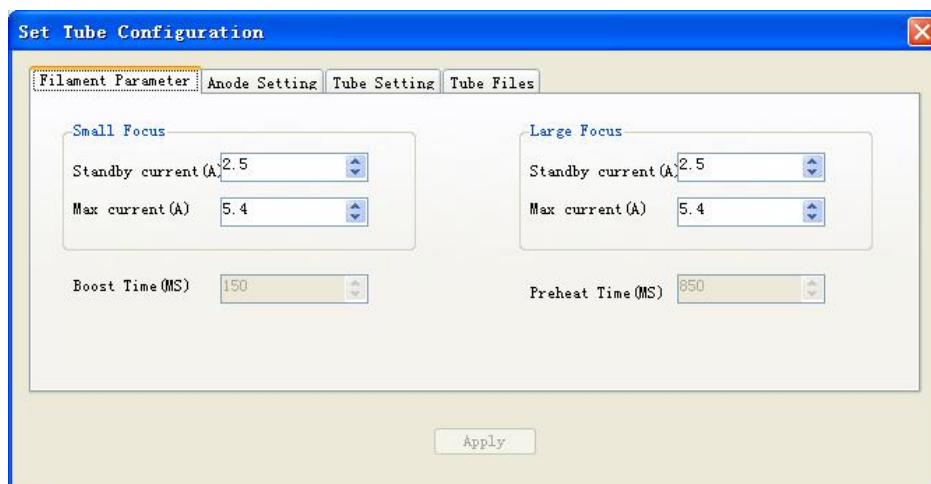 Set Tube Configuration
Filament Parameter Anode Setting Tube Setting Tube Files
Small Focus Large Focus
Standby current(A) 2.5 Standby current(A) 2.5
Max current(A) 5.4 Max current(A) 5.4
Boost Time(MS) 150 Preheat Time(MS) 850
Apply